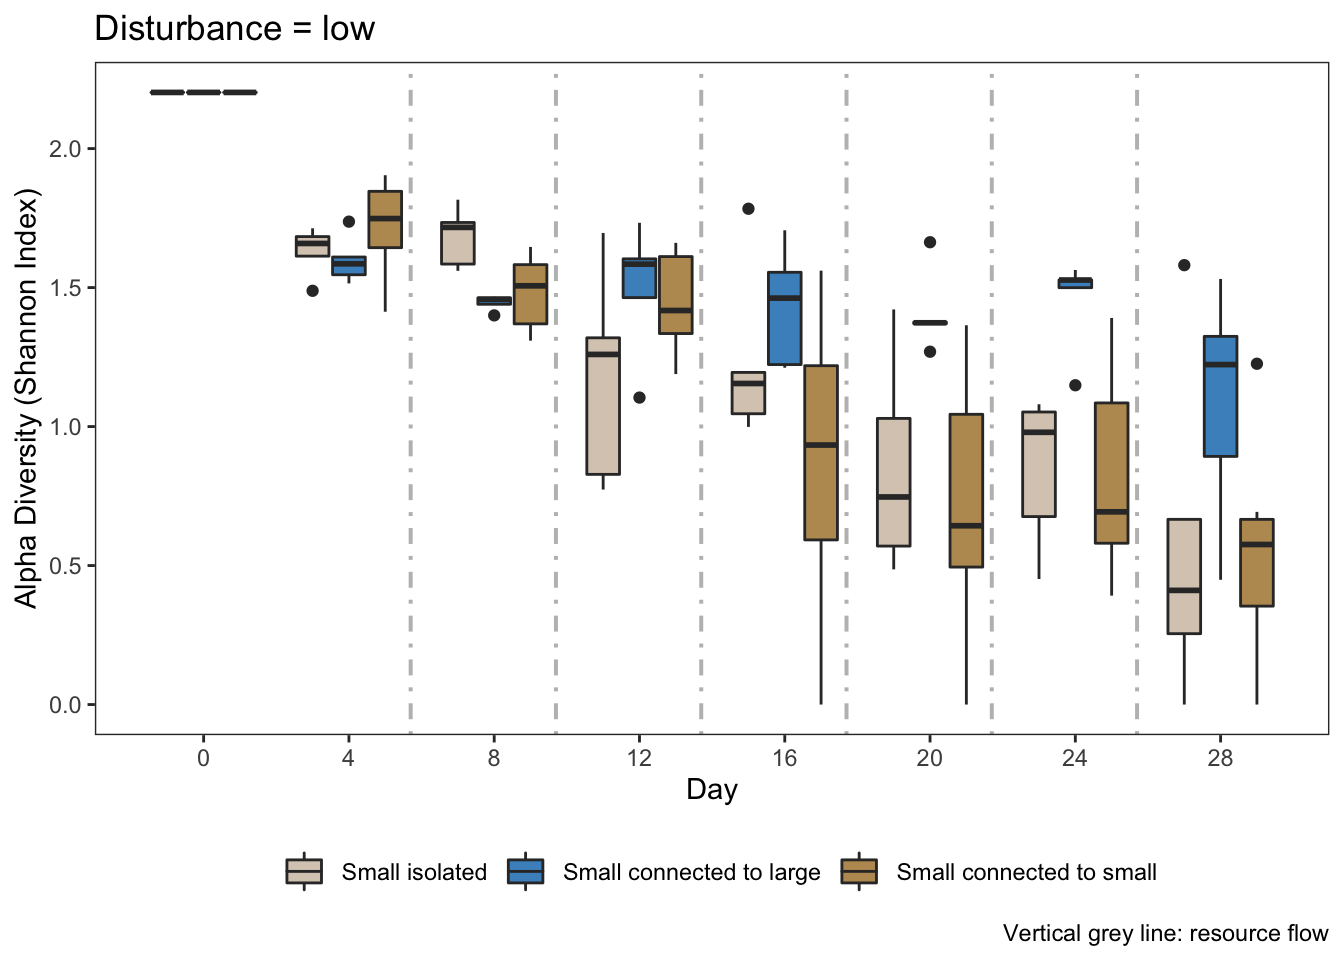 Disturbance = low
Alpha Diversity (Shannon Index)
2.0
1.5
1.0
0.5
0.0
0 4 8 12 16 20 24 28
Day
Small isolated Small connected to large Small connected to small
Vertical grey line: resource flow